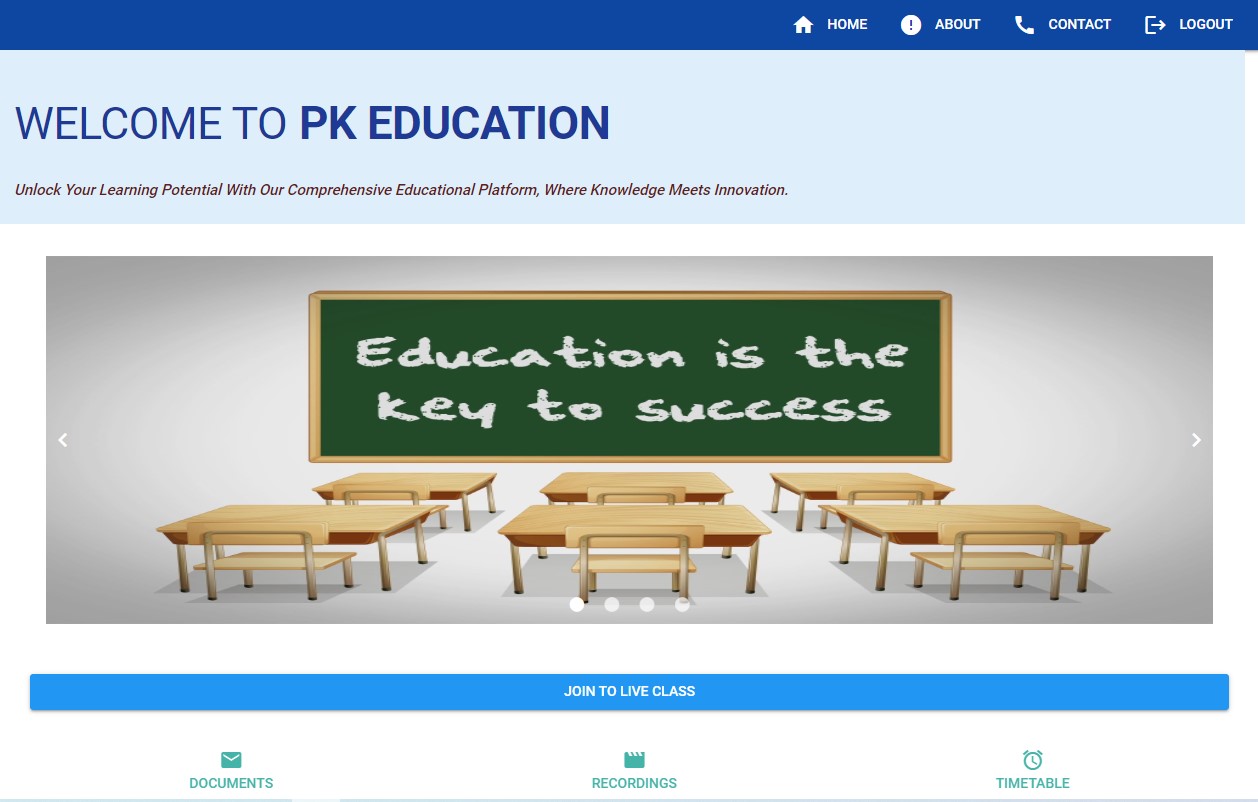 HOME ABOUT CONTACT LOGOUT
WELCOME TO PK EDUCATION
Unlock Your Learning Potential With Our Comprehensive Educational Platform, Where Knowledge Meets Innovation.
Education is the
key to success
JOIN TO LIVE CLASS
DOCUMENTS RECORDINGS TIMETABLE